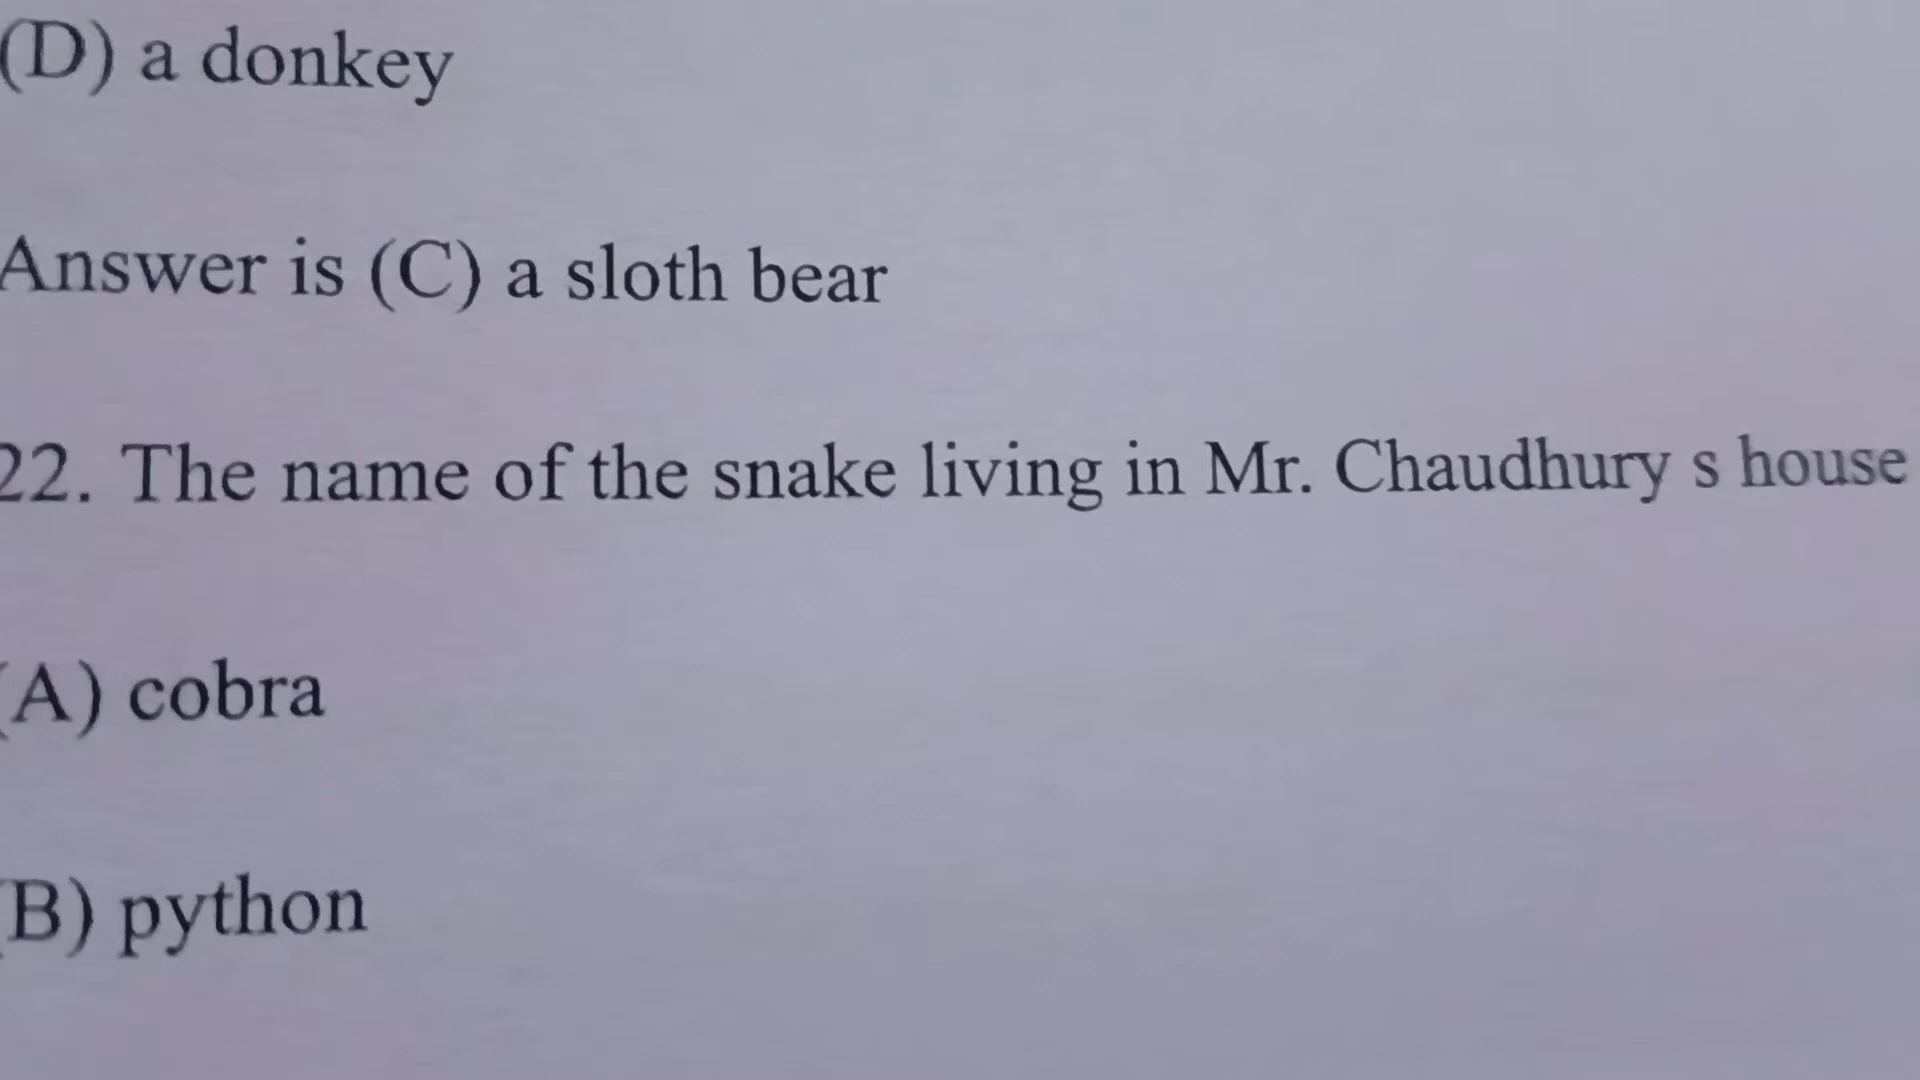 (D) a donkey
Answer is (C) a sloth bear
22. The name of the snake living in Mr. Chaudhury s house
(A) cobra
(B) python